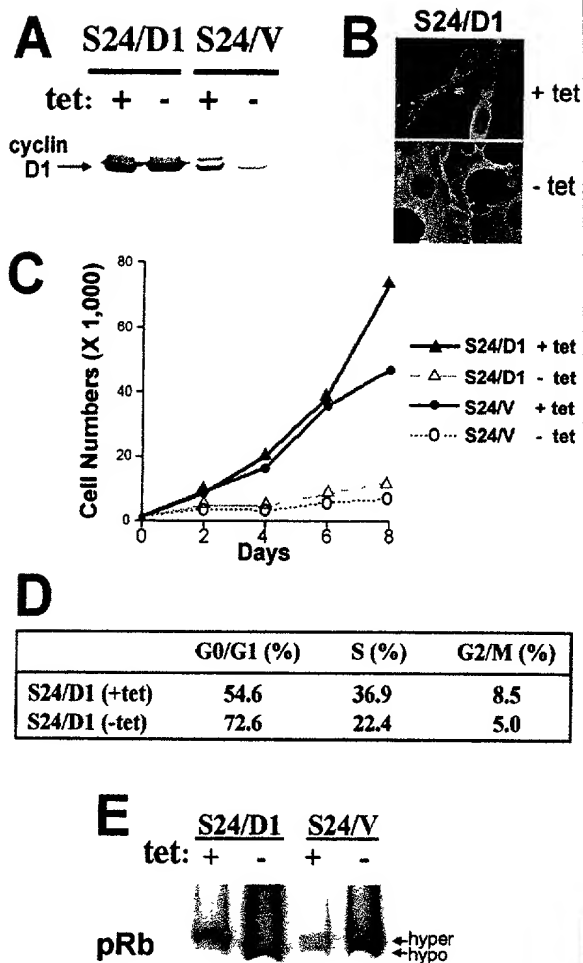 A
S24/D1 S24/V
tet: + - + -
cyclin
D1
B
S24/D1
+ tet
- tet
C
Cell Numbers (X 1,000)
80
60
40
20
0
0 2 4 6 8
Days
S24/D1 + tet
S24/D1 - tet
S24/V + tet
S24/V - tet
D
G0/G1 (%) S (%) G2/M (%)
S24/D1 (+tet) 54.6 36.9 8.5
S24/D1 (-tet) 72.6 22.4 5.0
E
S24/D1 S24/V
tet: + - + -
pRb
hyper
hypo